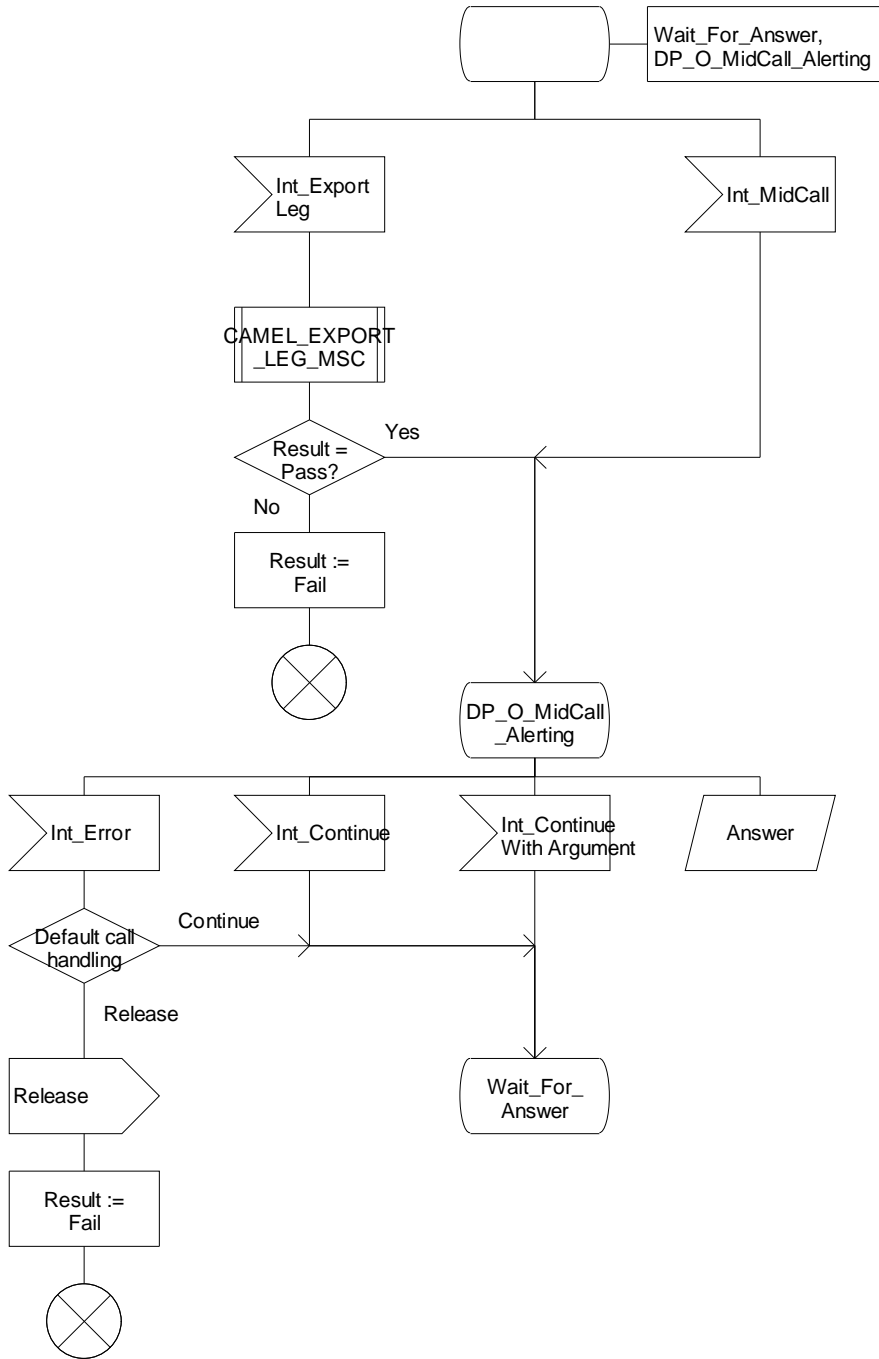 Wait_For_Answer,
DP_O_MidCall_Alerting
Int_Export
Leg
Int_MidCall
CAMEL_EXPORT
_LEG_MSC
Yes
Result =
Pass?
No
Result :=
Fail
DP_O_MidCall
_Alerting
Int_Error
Int_Continue
Int_Continue
With Argument
Answer
Continue
Default call
handling
Release
Release
Wait_For_
Answer
Result :=
Fail